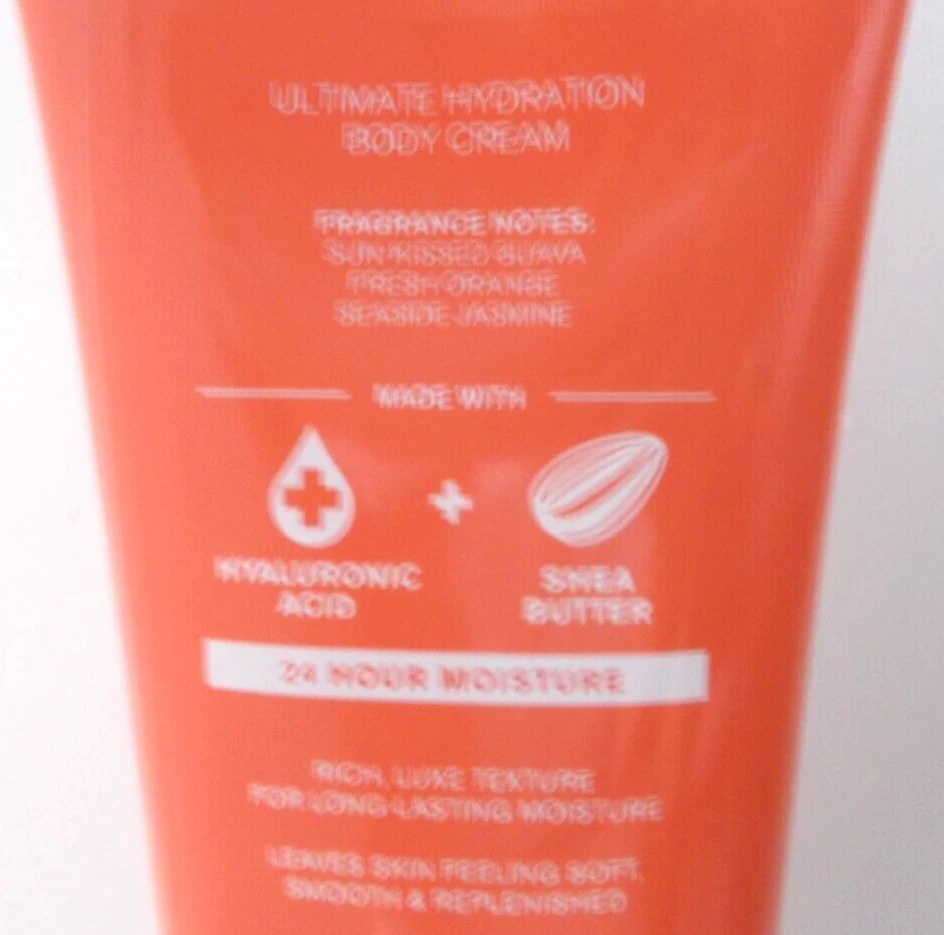 ULTIMATE HYDRATION
BODY CREAM
FRAGRANCE NOTES:
SUN-KISSED GUAVA
FRESH ORANGE
SEASIDE JASMINE
MADE WITH
+
HYALURONIC
ACID
SHEA
BUTTER
24 HOUR MOISTURE
RICH, LUXE TEXTURE
FOR LONG-LASTING MOISTURE
LEAVES SKIN FEELING SOFT,
SMOOTH & REPLENISHED